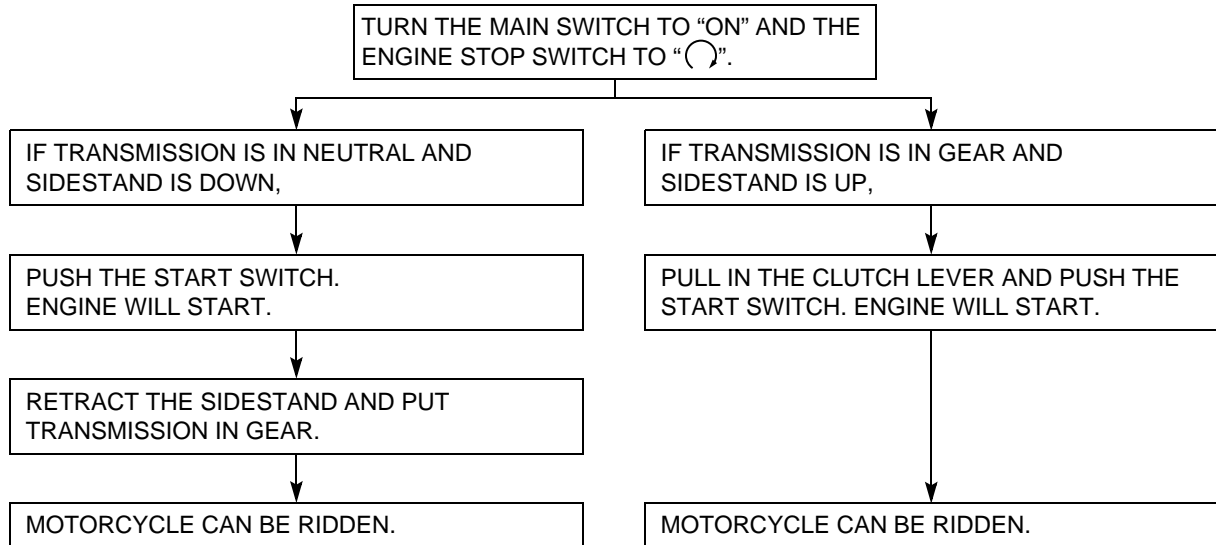 TURN THE MAIN SWITCH TO “ON” AND THE
ENGINE STOP SWITCH TO “ ”.
IF TRANSMISSION IS IN NEUTRAL AND
SIDESTAND IS DOWN,
PUSH THE START SWITCH.
ENGINE WILL START.
RETRACT THE SIDESTAND AND PUT
TRANSMISSION IN GEAR.
MOTORCYCLE CAN BE RIDDEN.
IF TRANSMISSION IS IN GEAR AND
SIDESTAND IS UP,
PULL IN THE CLUTCH LEVER AND PUSH THE
START SWITCH. ENGINE WILL START.
MOTORCYCLE CAN BE RIDDEN.